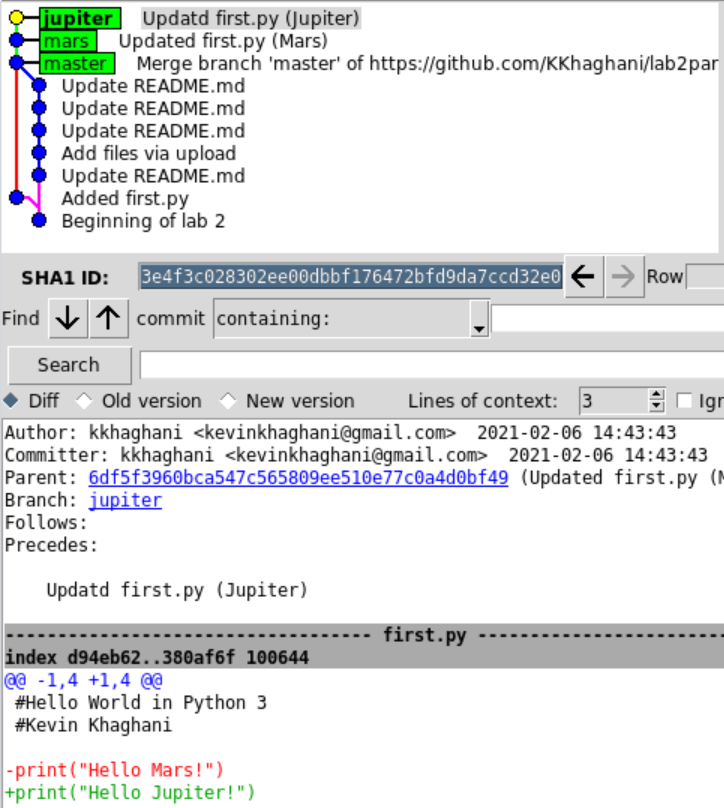 jupiter Updatd first.py (Jupiter)
mars Updated first.py (Mars)
master Merge branch 'master' of https://github.com/KKhaghani/lab2par
Update README.md
Update README.md
Update README.md
Add files via upload
Update README.md
Added first.py
Beginning of lab 2
SHA1 ID: 3e4f3c028302ee00dbbf176472bfd9da7ccd32e0 Row
Find commit containing:
Search
Diff Old version New version Lines of context: 3 Igr
Author: kkhaghani <kevinkhaghani@gmail.com> 2021-02-06 14:43:43
Committer: kkhaghani <kevinkhaghani@gmail.com> 2021-02-06 14:43:43
Parent: 6df5f3960bca547c565809ee510e77c0a4d0bf49 (Updated first.py (M
Branch: jupiter
Follows:
Precedes:
Updatd first.py (Jupiter)
----------------------------------- first.py ------------------------
index d94eb62..380af6f 100644
@@ -1,4 +1,4 @@
#Hello World in Python 3
#Kevin Khaghani
-print("Hello Mars!")
+print("Hello Jupiter!")